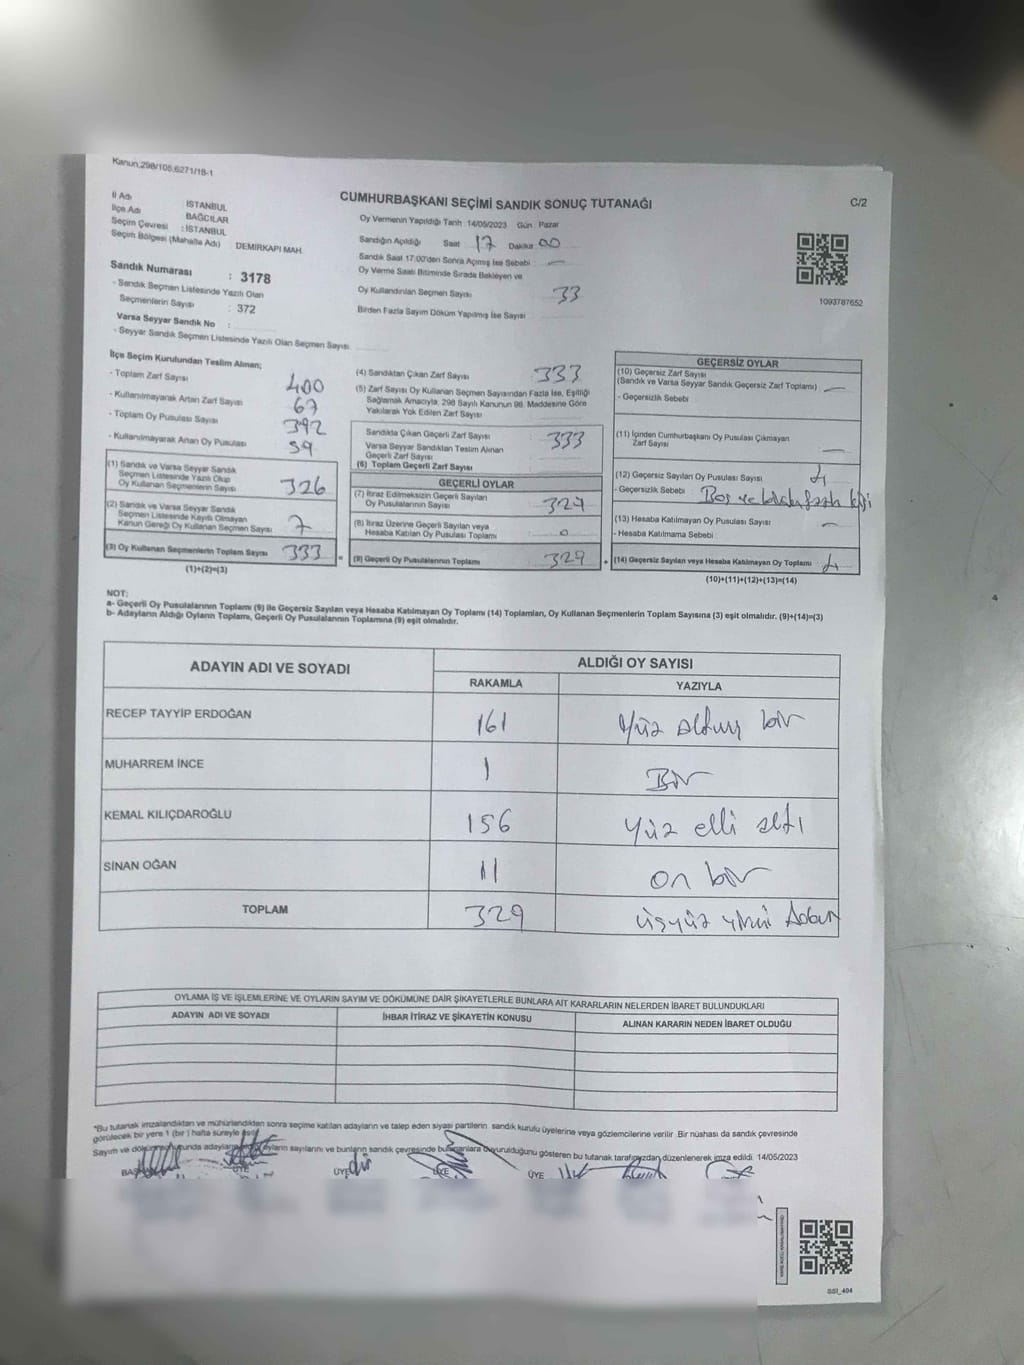 Kanun,298/105,6271/18-1
CUMHURBAŞKANI SEÇİMİ SANDIK SONUÇ TUTANAĞI
C/2
İl Adı İSTANBUL
İlçe Adı BAĞCILAR
Seçim Çevresi : İSTANBUL
Seçim Bölgesi (Mahalle Adı) DEMİRKAPI MAH.
Sandık Numarası : 3178
- Sandık Seçmen Listesinde Yazılı Olan
Seçmenlerin Sayısı : 372
Varsa Seyyar Sandık No :
- Seyyar Sandık Seçmen Listesinde Yazılı Olan Seçmen Sayısı
Oy Vermenin Yapıldığı Tarih 14/05/2023 Gün Pazar
Sandığın Açıldığı Saat 17 Dakika 00
Sandık Saat 17:00'den Sonra Açılmış İse Sebebi : —
Oy Verme Saati Bitiminde Sırada Bekleyen ve
Oy Kullandırılan Seçmen Sayısı 33
Birden Fazla Sayım Döküm Yapılmış İse Sayısı
1093787652
İlçe Seçim Kurulundan Teslim Alınan;
- Toplam Zarf Sayısı 400
- Kullanılmayarak Artan Zarf Sayısı 67
- Toplam Oy Pusulası Sayısı 392
- Kullanılmayarak Artan Oy Pusulası 59
(1) Sandık ve Varsa Seyyar Sandık
Seçmen Listesinde Yazılı Olup
Oy Kullanan Seçmenlerin Sayısı 326
(2) Sandık ve Varsa Seyyar Sandık
Seçmen Listesinde Kayıtlı Olmayan
Kanun Gereği Oy Kullanan Seçmen Sayısı 7
(3) Oy Kullanan Seçmenlerin Toplam Sayısı 333 =
(1)+(2)=(3)
(4) Sandıktan Çıkan Zarf Sayısı 333
(5) Zarf Sayısı Oy Kullanan Seçmen Sayısından Fazla İse, Eşitliği
Sağlamak Amacıyla, 298 Sayılı Kanunun 98. Maddesine Göre
Yakılarak Yok Edilen Zarf Sayısı
Sandıkta Çıkan Geçerli Zarf Sayısı 333
Varsa Seyyar Sandıktan Teslim Alınan
Geçerli Zarf Sayısı
(6) Toplam Geçerli Zarf Sayısı
GEÇERLİ OYLAR
(7) İtiraz Edilmeksizin Geçerli Sayılan
Oy Pusulalarının Sayısı 329
(8) İtiraz Üzerine Geçerli Sayılan veya
Hesaba Katılan Oy Pusulası Toplamı 0
(9) Geçerli Oy Pusulalarının Toplamı 329 +
GEÇERSİZ OYLAR
(10) Geçersiz Zarf Sayısı
(Sandık ve Varsa Seyyar Sandık Geçersiz Zarf Toplamı) —
- Geçersizlik Sebebi
(11) İçinden Cumhurbaşkanı Oy Pusulası Çıkmayan
Zarf Sayısı —
(12) Geçersiz Sayılan Oy Pusulası Sayısı 4
- Geçersizlik Sebebi : Boş ve
(13) Hesaba Katılmayan Oy Pusulası Sayısı —
- Hesaba Katılmama Sebebi :
(14) Geçersiz Sayılan veya Hesaba Katılmayan Oy Toplamı 4
(10)+(11)+(12)+(13)=(14)
NOT:
a- Geçerli Oy Pusulalarının Toplamı (9) ile Geçersiz Sayılan veya Hesaba Katılmayan Oy Toplamı (14) Toplamları, Oy Kullanan Seçmenlerin Toplam Sayısına (3) eşit olmalıdır. (9)+(14)=(3)
b- Adayların Aldığı Oyların Toplamı, Geçerli Oy Pusulalarının Toplamına (9) eşit olmalıdır.
ADAYIN ADI VE SOYADI ALDIĞI OY SAYISI
RAKAMLA YAZIYLA
RECEP TAYYİP ERDOĞAN 161 Yüz altmış bir
MUHARREM İNCE 1 Bir
KEMAL KILIÇDAROĞLU 156 Yüz elli altı
SİNAN OĞAN 11 on bir
TOPLAM 329 üçyüz yirmi dokuz
OYLAMA İŞ VE İŞLEMLERİNE VE OYLARIN SAYIM VE DÖKÜMÜNE DAİR ŞİKAYETLERLE BUNLARA AİT KARARLARIN NELERDEN İBARET BULUNDUKLARI
ADAYIN ADI VE SOYADI İHBAR İTİRAZ VE ŞİKAYETİN KONUSU ALINAN KARARIN NEDEN İBARET OLDUĞU
*Bu tutanak imzalandıktan ve mühürlendikten sonra seçime katılan adayların ve talep eden siyasi partilerin sandık kurulu üyelerine veya gözlemcilerine verilir. Bir nüshası da sandık çevresinde
görülecek bir yere 1 (bir) hafta süreyle asılır.
Sayım ve dökümün sonunda adayların oyların sayılarını ve bunların sandık çevresinde bulunanlara duyurulduğunu gösteren bu tutanak tarafımızdan düzenlenerek imza edildi. 14/05/2023
ÜYE ÜYE ÜYE ÜYE
SSI_404